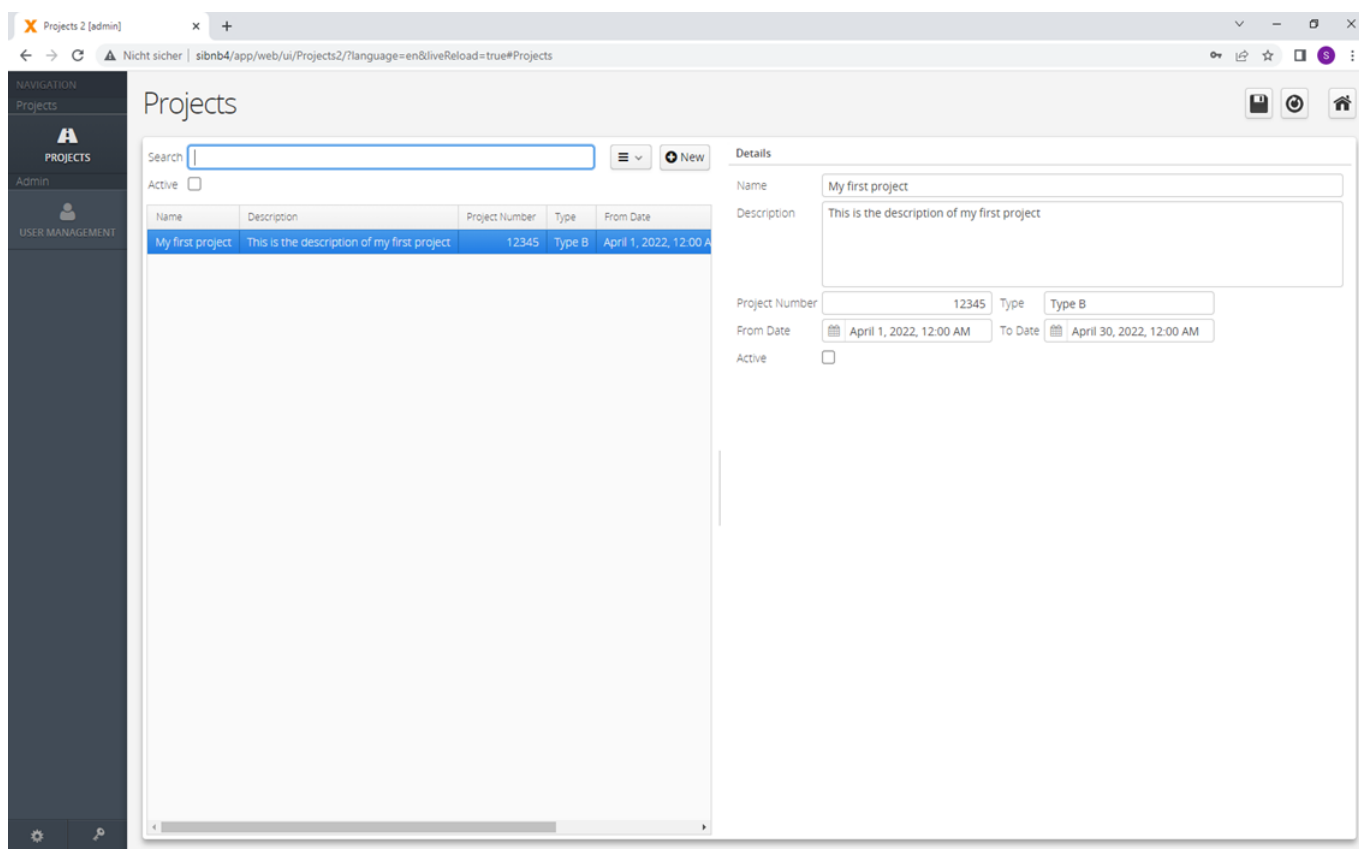 Projects 2 [admin]
Nicht sicher | sibnb4/app/web/ui/Projects2/?language=en&liveReload=true#Projects
S
NAVIGATION
Projects
PROJECTS
Admin
USER MANAGEMENT
Projects
Search
New
Active
Name Description Project Number Type From Date
My first project This is the description of my first project 12345 Type B April 1, 2022, 12:00 A
Details
Name My first project
Description This is the description of my first project
Project Number 12345 Type Type B
From Date April 1, 2022, 12:00 AM To Date April 30, 2022, 12:00 AM
Active